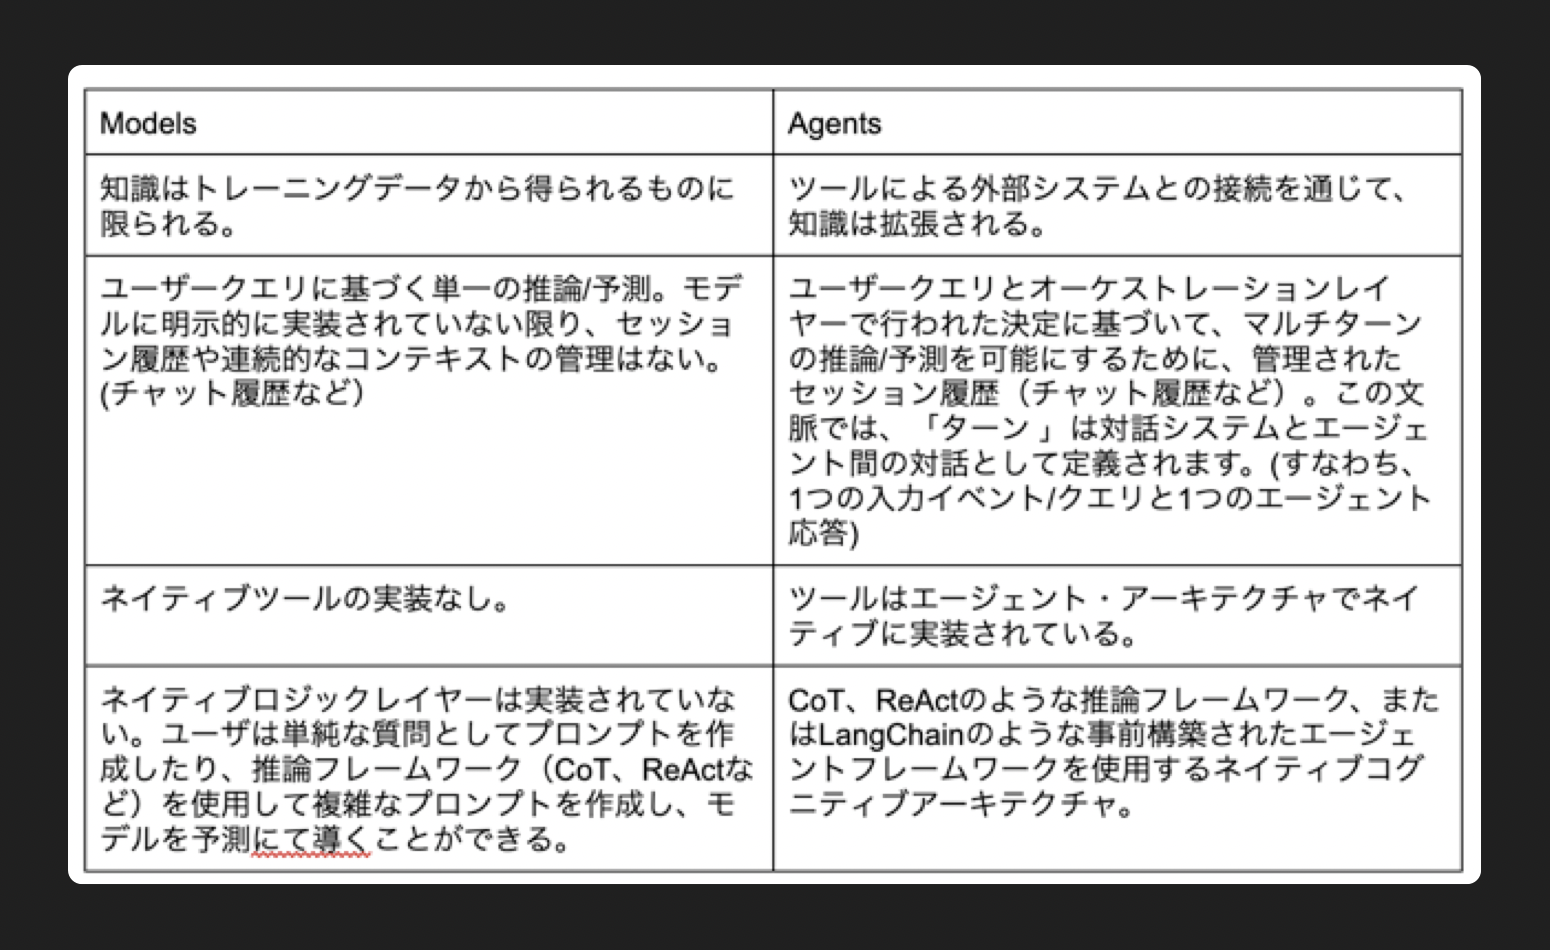 Models
Agents
知識はトレーニングデータから得られるものに
限られる。
ツールによる外部システムとの接続を通じて、
知識は拡張される。
ユーザークエリに基づく単一の推論/予測。モデ
ルに明示的に実装されていない限り、セッショ
ン履歴や連続的なコンテキストの管理はない。
(チャット履歴など）
ユーザークエリとオーケストレーションレイ
ヤーで行われた決定に基づいて、マルチターン
の推論/予測を可能にするために、管理された
セッション履歴（チャット履歴など）。この文
脈では、「ターン 」は対話システムとエージェ
ント間の対話として定義されます。(すなわち、
1つの入力イベント/クエリと1つのエージェント
応答)
ネイティブツールの実装なし。
ツールはエージェント・アーキテクチャでネイ
ティブに実装されている。
ネイティブロジックレイヤーは実装されていな
い。ユーザは単純な質問としてプロンプトを作
成したり、推論フレームワーク（CoT、ReActな
ど）を使用して複雑なプロンプトを作成し、モ
デルを予測にて導くことができる。
CoT、ReActのような推論フレームワーク、また
はLangChainのような事前構築されたエージェ
ントフレームワークを使用するネイティブコグ
ニティブアーキテクチャ。